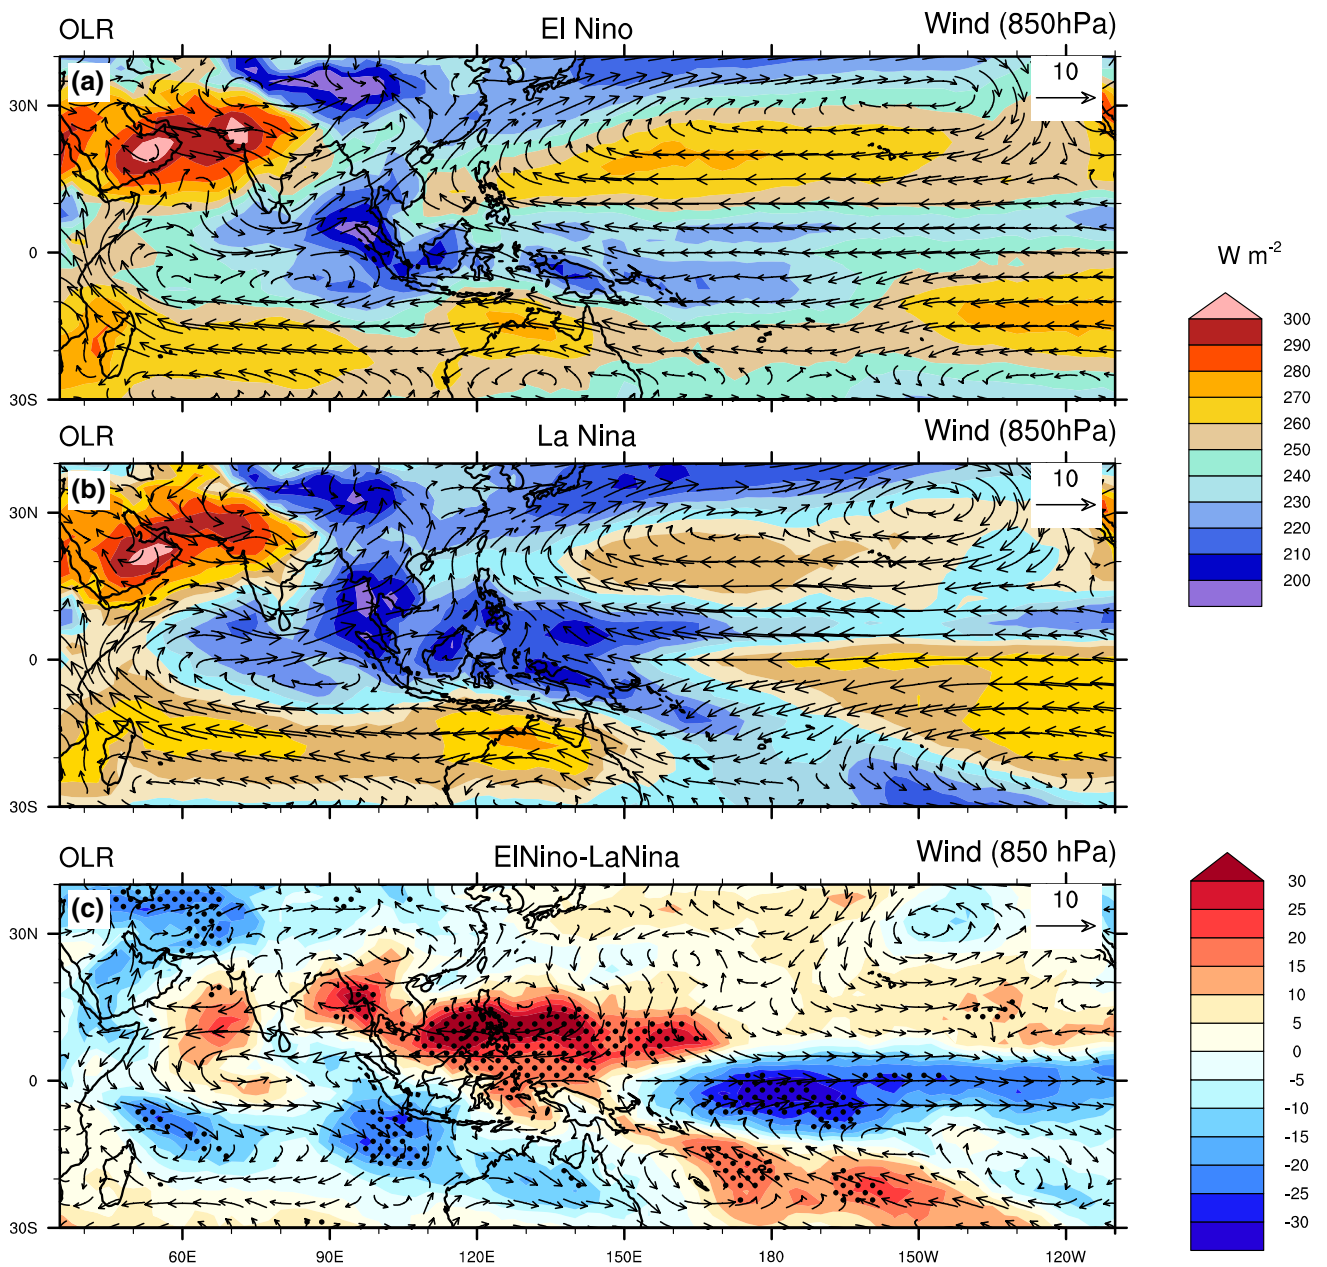 OLR El Nino Wind (850hPa)
(a)
10
30N
0
30S
W m-2
300
290
280
270
260
250
240
230
220
210
200
OLR La Nina Wind (850hPa)
(b)
10
30N
0
30S
OLR ElNino-LaNina Wind (850 hPa)
(c)
10
30N
0
30S
60E 90E 120E 150E 180 150W 120W
30
25
20
15
10
5
0
-5
-10
-15
-20
-25
-30